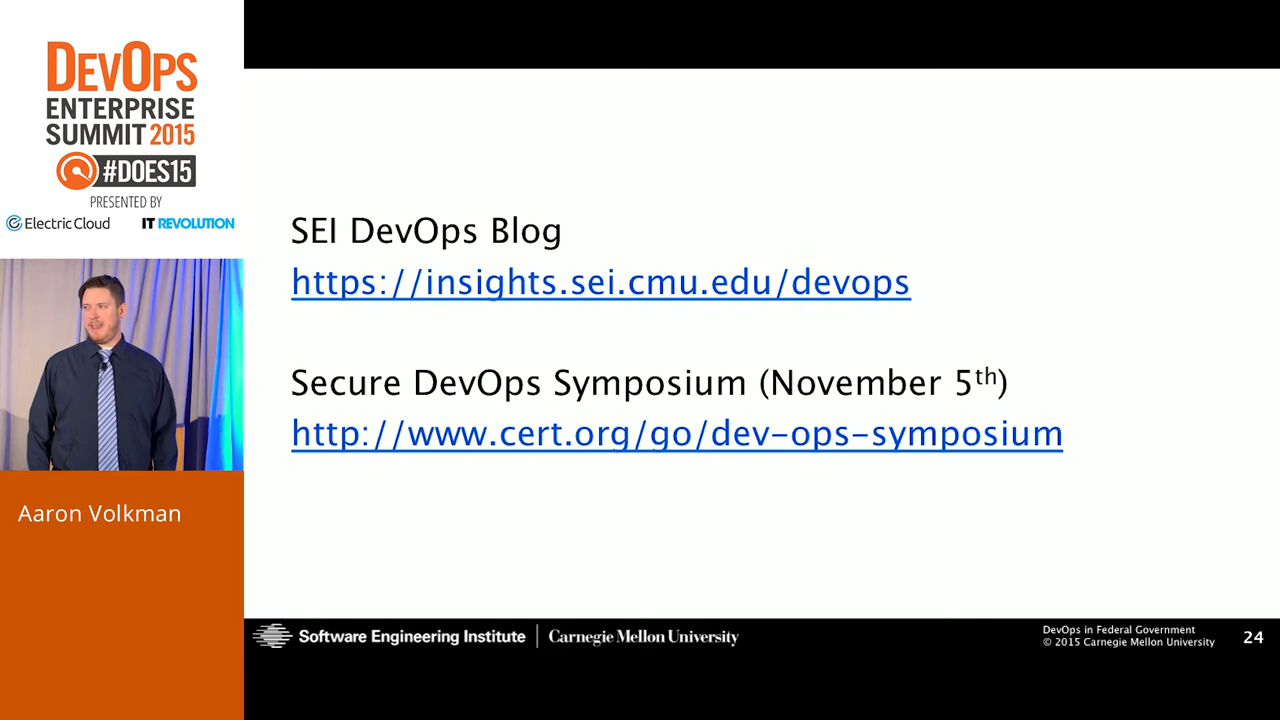 DEVOPS
ENTERPRISE
SUMMIT 2015
#DOES15
PRESENTED BY
Electric Cloud
IT REVOLUTION
Aaron Volkman
SEI DevOps Blog
https://insights.sei.cmu.edu/devops
Secure DevOps Symposium (November 5th)
http://www.cert.org/go/dev-ops-symposium
Software Engineering Institute
Carnegie Mellon University
DevOps in Federal Government
© 2015 Carnegie Mellon University
24